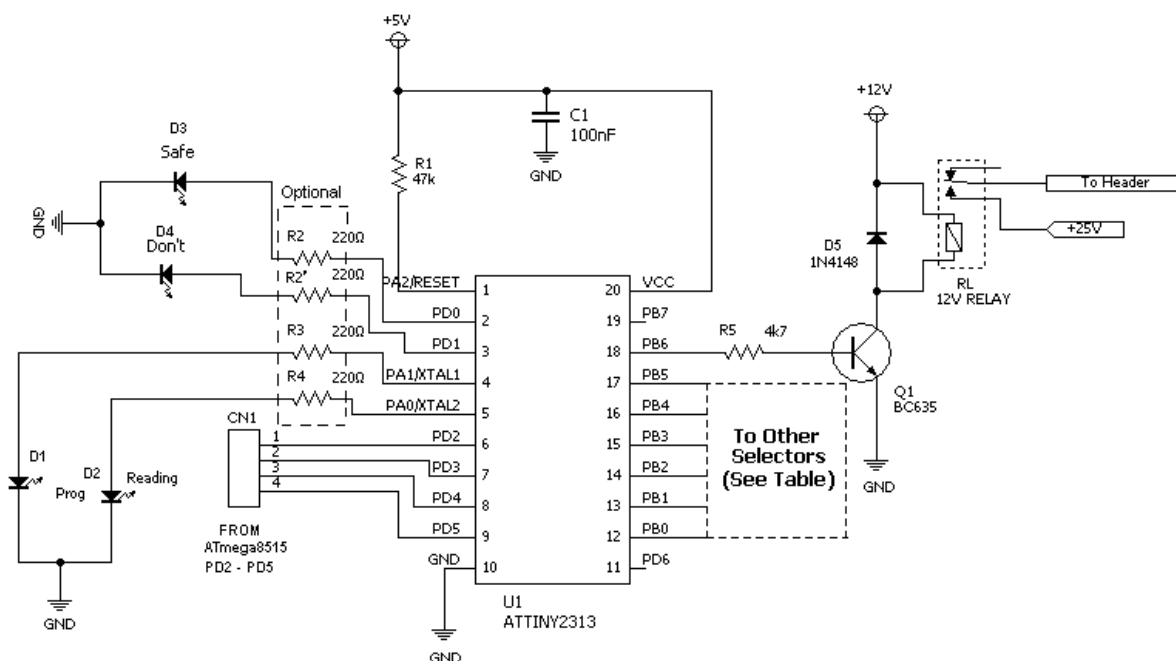 +5V
+12V
C1
100nF
GND
D3
Safe
R1
47k
Optional
To Header
GND
D4
Don't
R2
220Ω
+25V
D5
1N4148
R2'
220Ω
PA2/RESET
1
20
VCC
RL
12V RELAY
PD0
2
19
PB7
R3
220Ω
PD1
3
18
PB6
R5
4k7
R4
220Ω
PA1/XTAL1
4
17
PB5
Q1
BC635
PA0/XTAL2
5
16
PB4
CN1
1
2
3
4
PD2
6
15
PB3
To Other
Selectors
(See Table)
D1
D2
Prog
Reading
PD3
7
14
PB2
PD4
8
13
PB1
GND
PD5
9
12
PB0
FROM
ATmega8515
PD2 - PD5
GND
10
11
PD6
U1
ATTINY2313
GND
GND